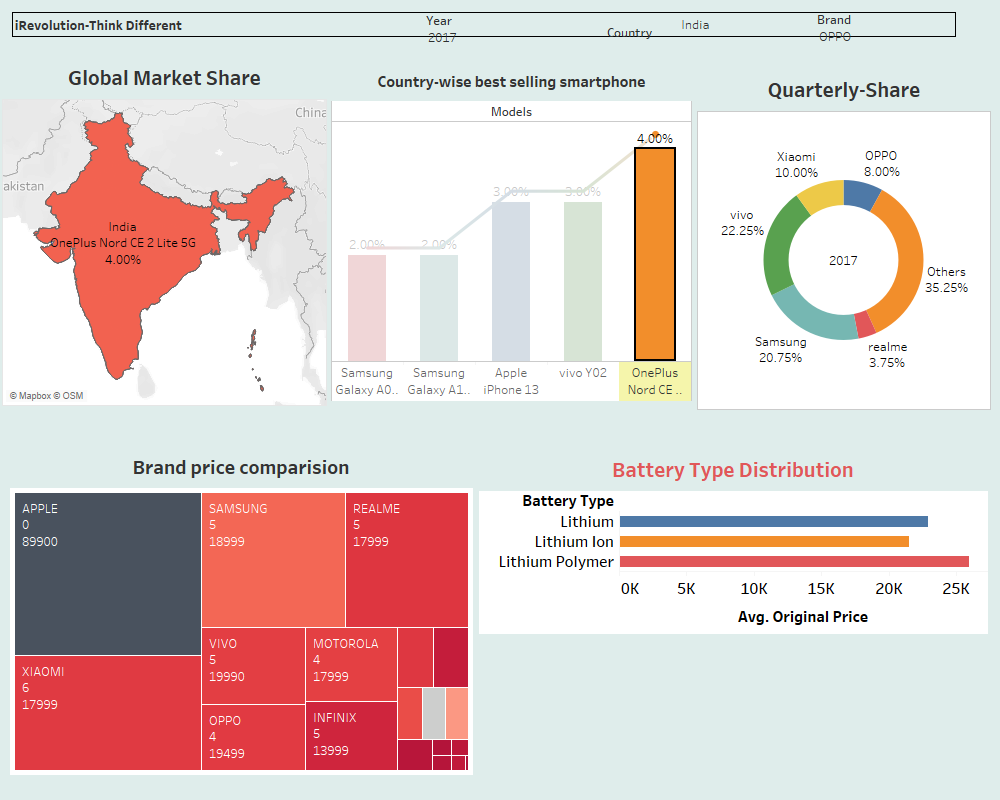 iRevolution-Think Different
Year
2017
Country
India
Brand
OPPO
Global Market Share
China
akistan
India
OnePlus Nord CE 2 Lite 5G
4.00%
© Mapbox © OSM
Country-wise best selling smartphone
Models
2.00%
2.00%
3.00%
3.00%
4.00%
Samsung
Galaxy A0..
Samsung
Galaxy A1..
Apple
iPhone 13
vivo Y02
OnePlus
Nord CE ..
Quarterly-Share
Xiaomi
10.00%
OPPO
8.00%
vivo
22.25%
2017
Others
35.25%
Samsung
20.75%
realme
3.75%
Brand price comparision
APPLE
0
89900
SAMSUNG
5
18999
REALME
5
17999
XIAOMI
6
17999
VIVO
5
19990
MOTOROLA
4
17999
OPPO
4
19499
INFINIX
5
13999
Battery Type Distribution
Battery Type
Lithium
Lithium Ion
Lithium Polymer
0K 5K 10K 15K 20K 25K
Avg. Original Price